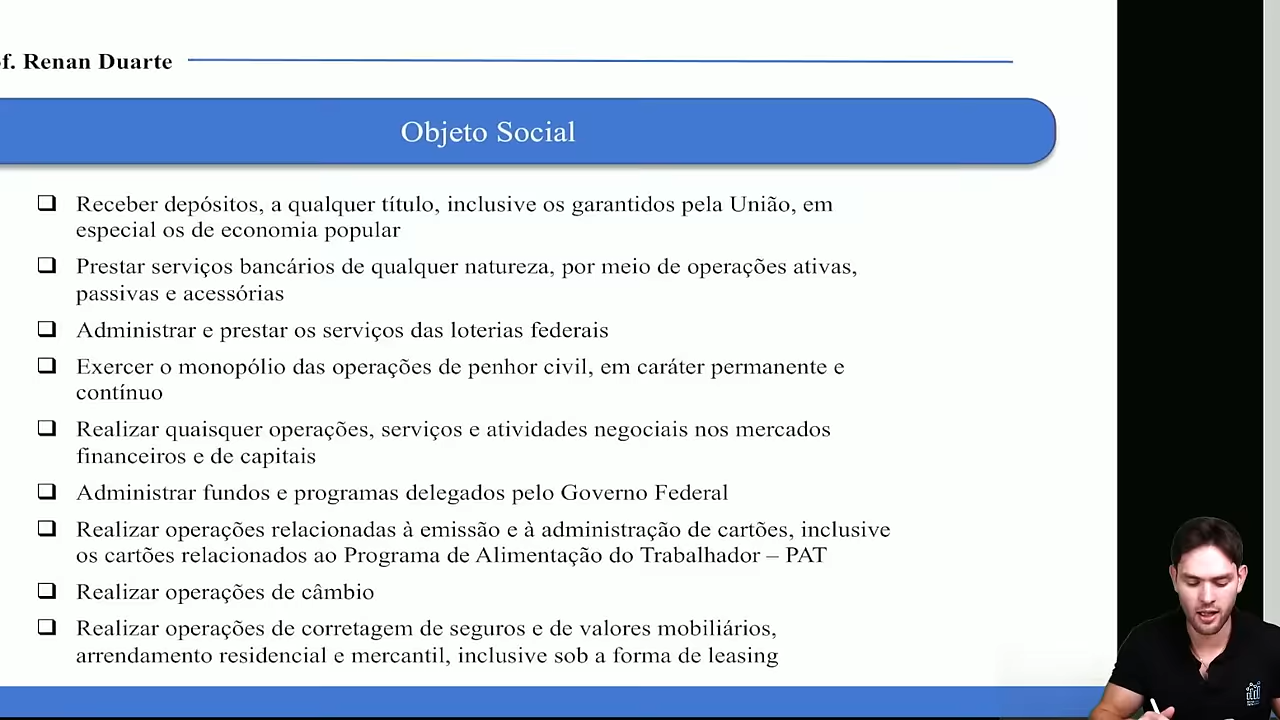 f. Renan Duarte
Objeto Social
Receber depósitos, a qualquer título, inclusive os garantidos pela União, em
especial os de economia popular
Prestar serviços bancários de qualquer natureza, por meio de operações ativas,
passivas e acessórias
Administrar e prestar os serviços das loterias federais
Exercer o monopólio das operações de penhor civil, em caráter permanente e
contínuo
Realizar quaisquer operações, serviços e atividades negociais nos mercados
financeiros e de capitais
Administrar fundos e programas delegados pelo Governo Federal
Realizar operações relacionadas à emissão e à administração de cartões, inclusive
os cartões relacionados ao Programa de Alimentação do Trabalhador – PAT
Realizar operações de câmbio
Realizar operações de corretagem de seguros e de valores mobiliários,
arrendamento residencial e mercantil, inclusive sob a forma de leasing